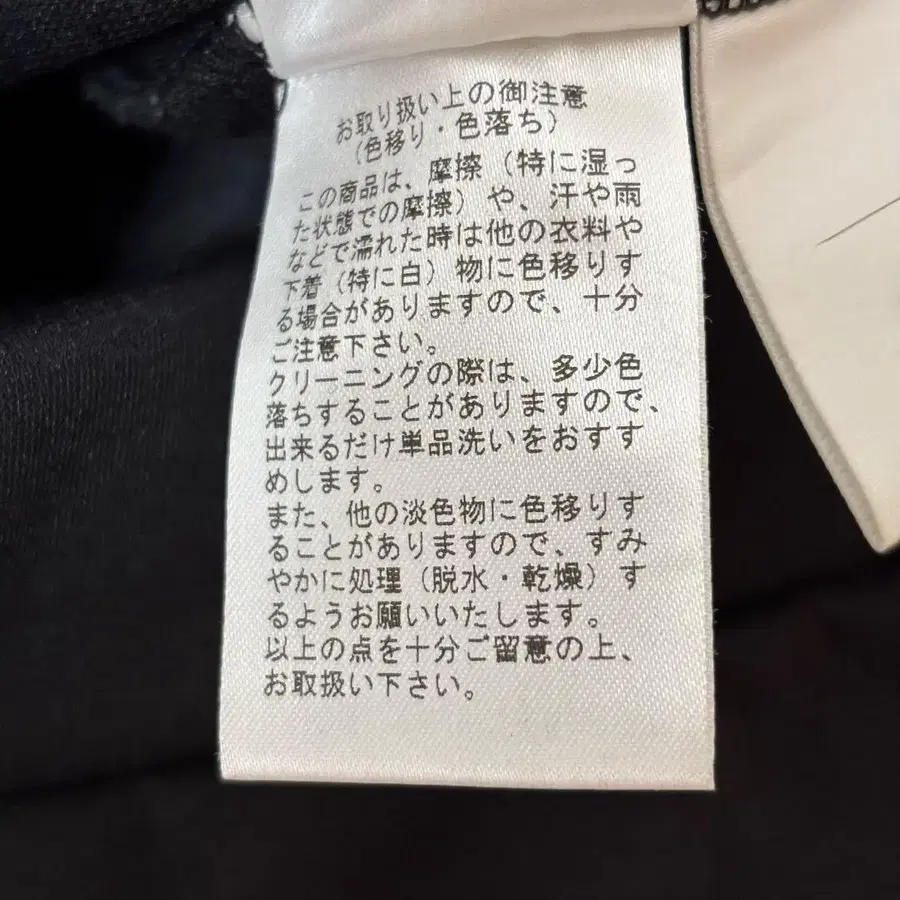 お取り扱い上の御注意
(色移り・色落ち)
この商品は、摩擦(特に湿っ
た状態での摩擦)や、汗や雨
などで濡れた時は他の衣料や
下着(特に白)物に色移りす
る場合がありますので、十分
ご注意下さい。
クリーニングの際は、多少色
落ちすることがありますので、
出来るだけ単品洗いをおすす
めします。
また、他の淡色物に色移りす
ることがありますので、すみ
やかに処理(脱水・乾燥)す
るようお願いいたします。
以上の点を十分ご留意の上、
お取扱い下さい。